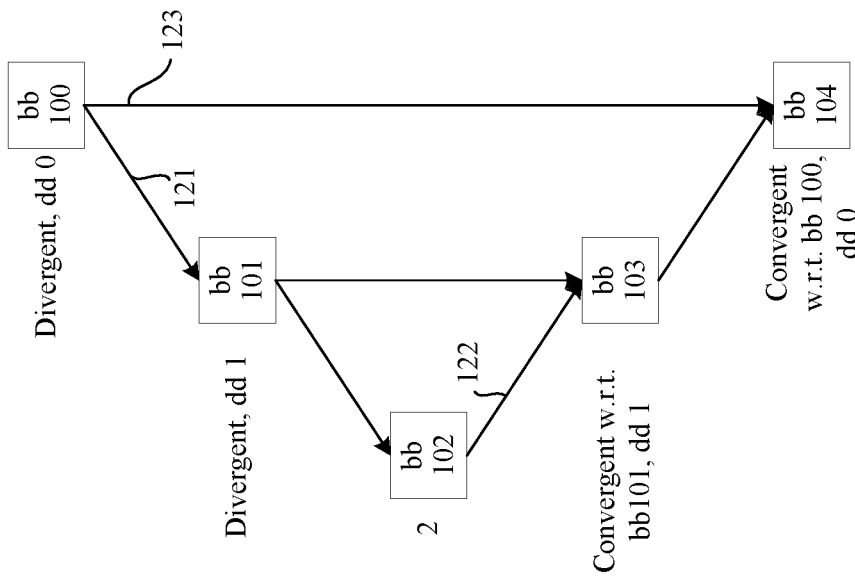 Divergent, dd 0
bb
100
123
121
Divergent, dd 1
bb
101
2
bb
102
122
Convergent w.r.t.
bb101, dd 1
bb
103
Convergent
w.r.t. bb 100,
dd 0
bb
104